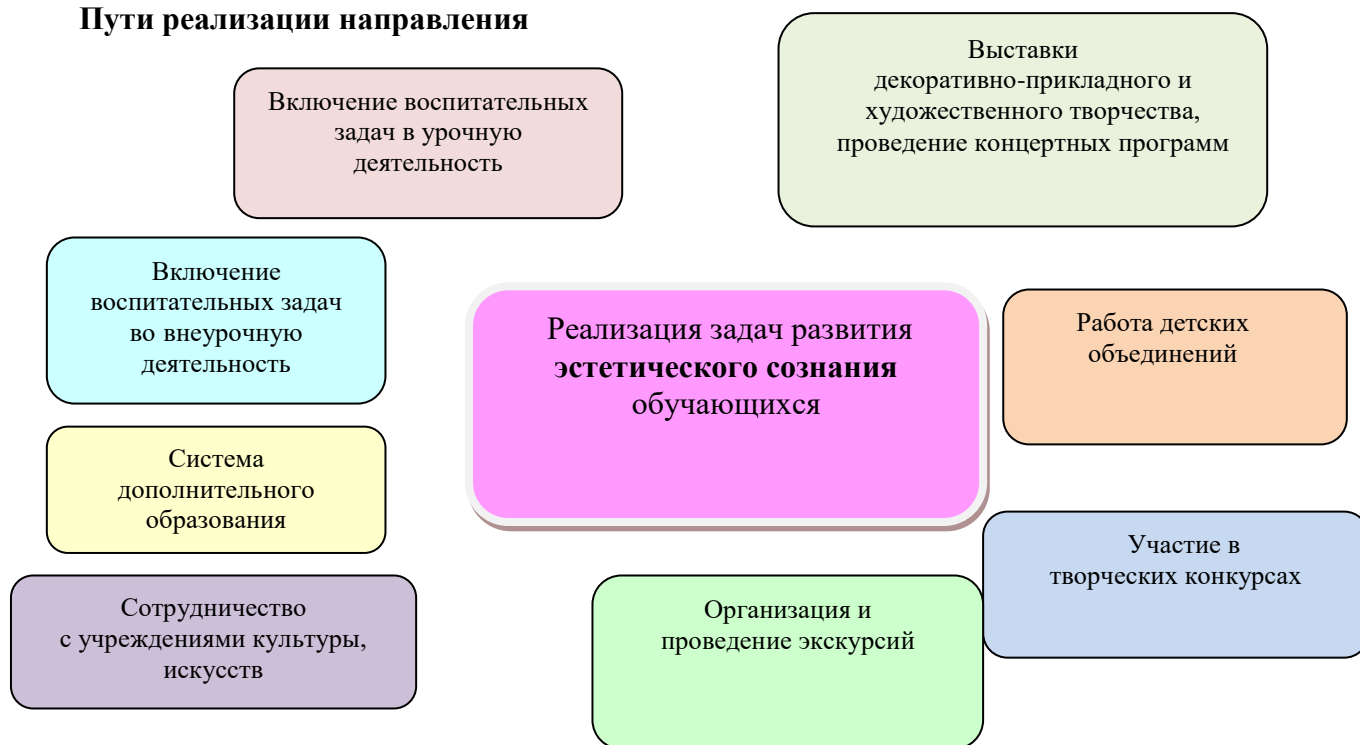 Пути реализации направления
Включение воспитательных
задач в урочную
деятельность
Выставки
декоративно-прикладного и
художественного творчества,
проведение концертных программ
Включение
воспитательных задач
во внеурочную
деятельность
Реализация задач развития
эстетического сознания
обучающихся
Работа детских
объединений
Система
дополнительного
образования
Участие в
творческих конкурсах
Сотрудничество
с учреждениями культуры,
искусств
Организация и
проведение экскурсий